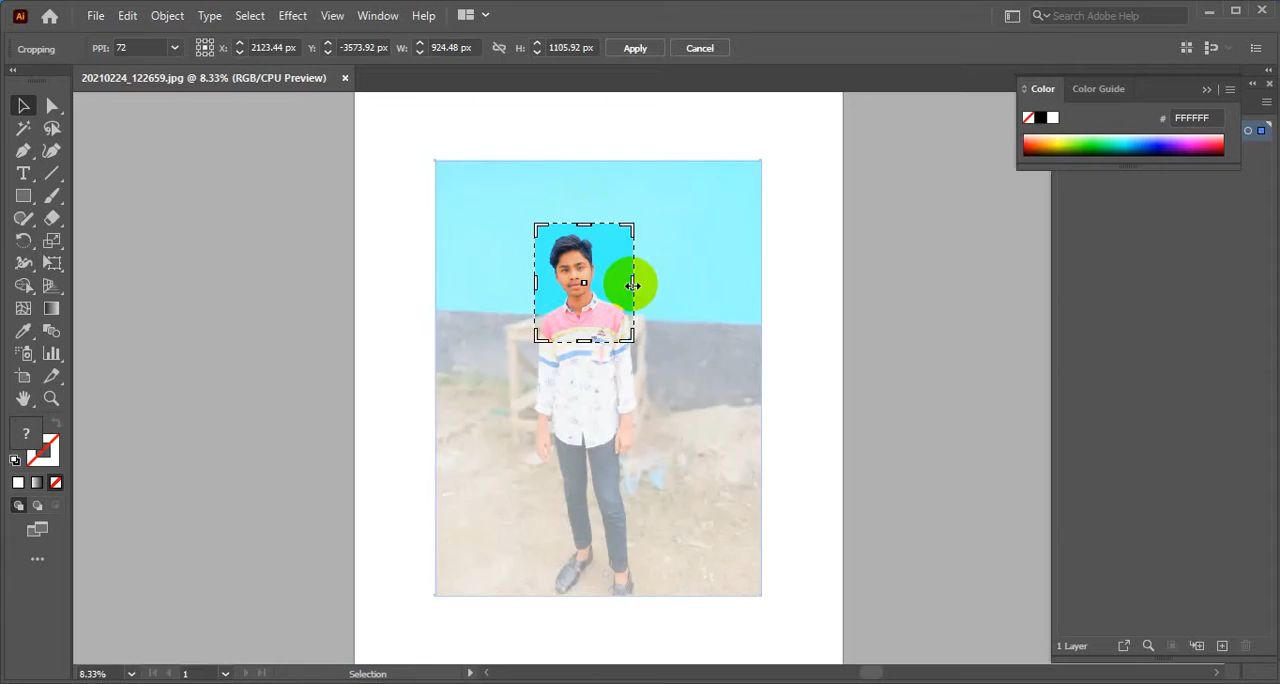 Ai File Edit Object Type Select Effect View Window Help Search Adobe Help
Cropping PPI: 72 X: 2123.44 px Y: -3573.92 px W: 924.48 px H: 1105.92 px Apply Cancel
20210224_122659.jpg @ 8.33% (RGB/CPU Preview)
Color Color Guide
# FFFFFF
T
?
1 Layer
8.33% 1 Selection